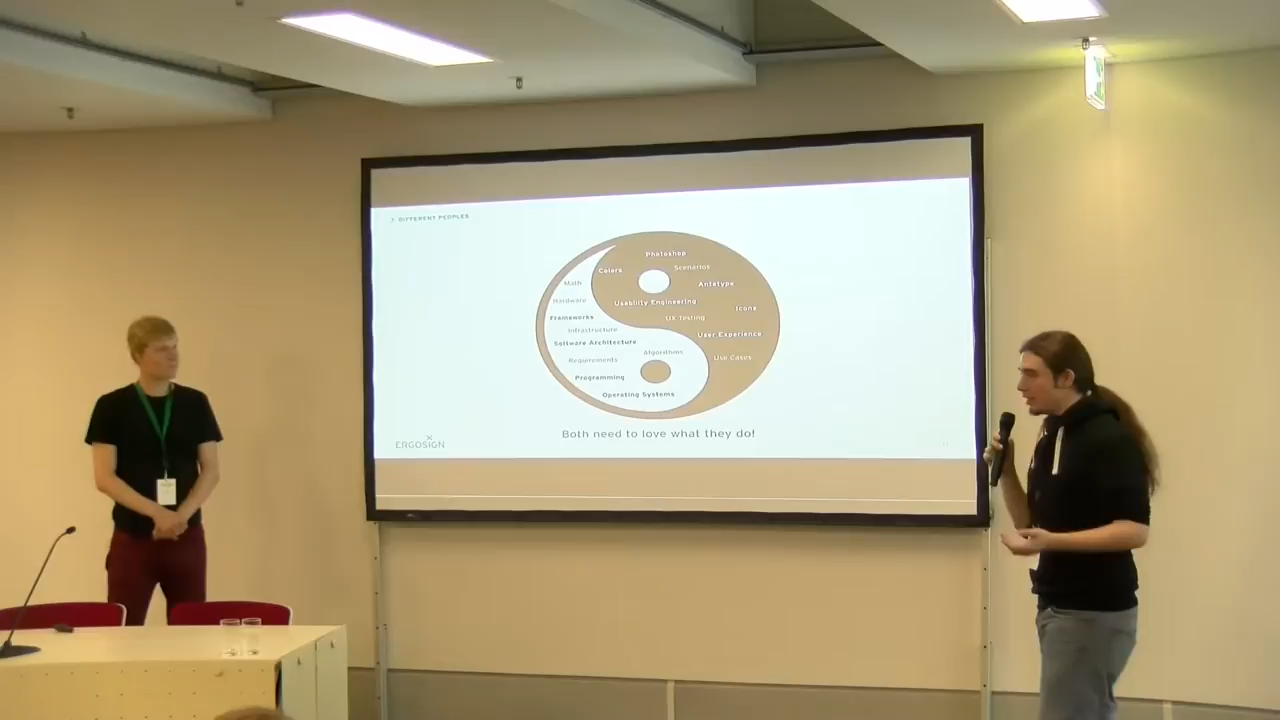 > DIFFERENT PEOPLES
Photoshop
Colors
Scenarios
Math
Antetype
Hardware
Usability Engineering
Icons
Frameworks
UX Testing
Infrastructure
User Experience
Software Architecture
Algorithms
Use Cases
Requirements
Programming
Operating Systems
Both need to love what they do!
ERGOSIGN